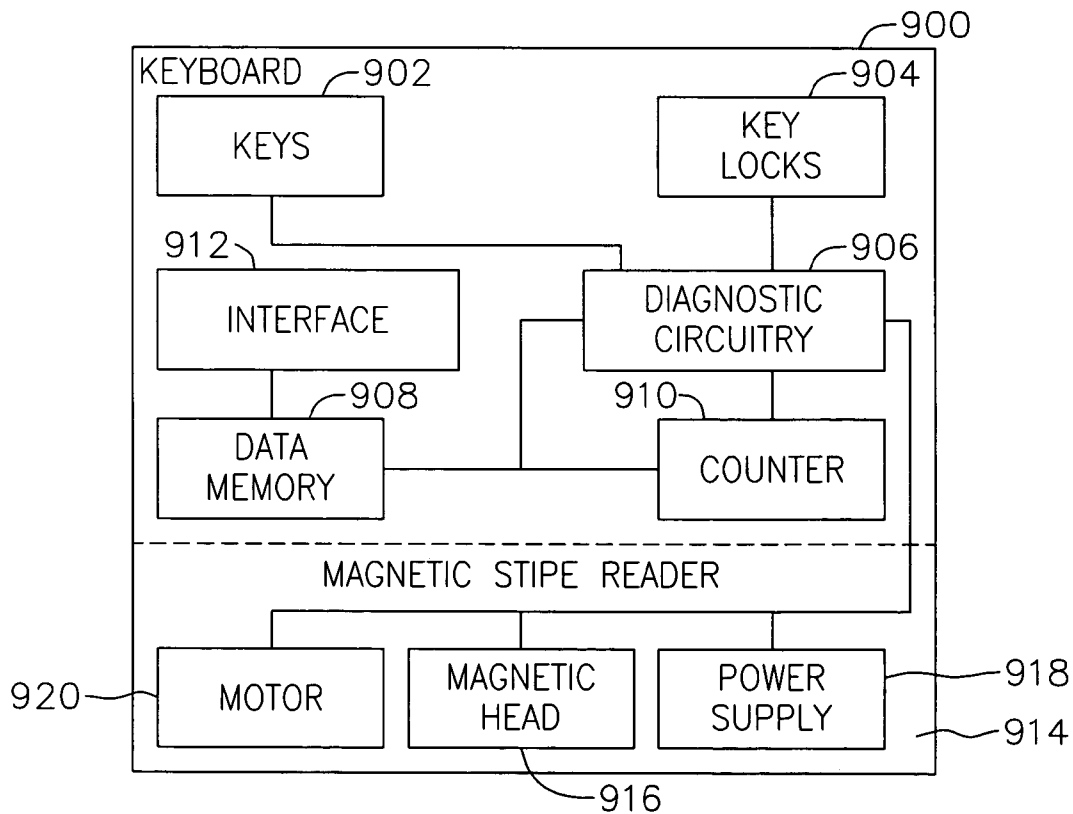 900
KEYBOARD
902
904
KEYS
KEY
LOCKS
912
906
INTERFACE
DIAGNOSTIC
CIRCUITRY
908
910
DATA
MEMORY
COUNTER
MAGNETIC STIPE READER
920
MOTOR
MAGNETIC
HEAD
POWER
SUPPLY
918
914
916